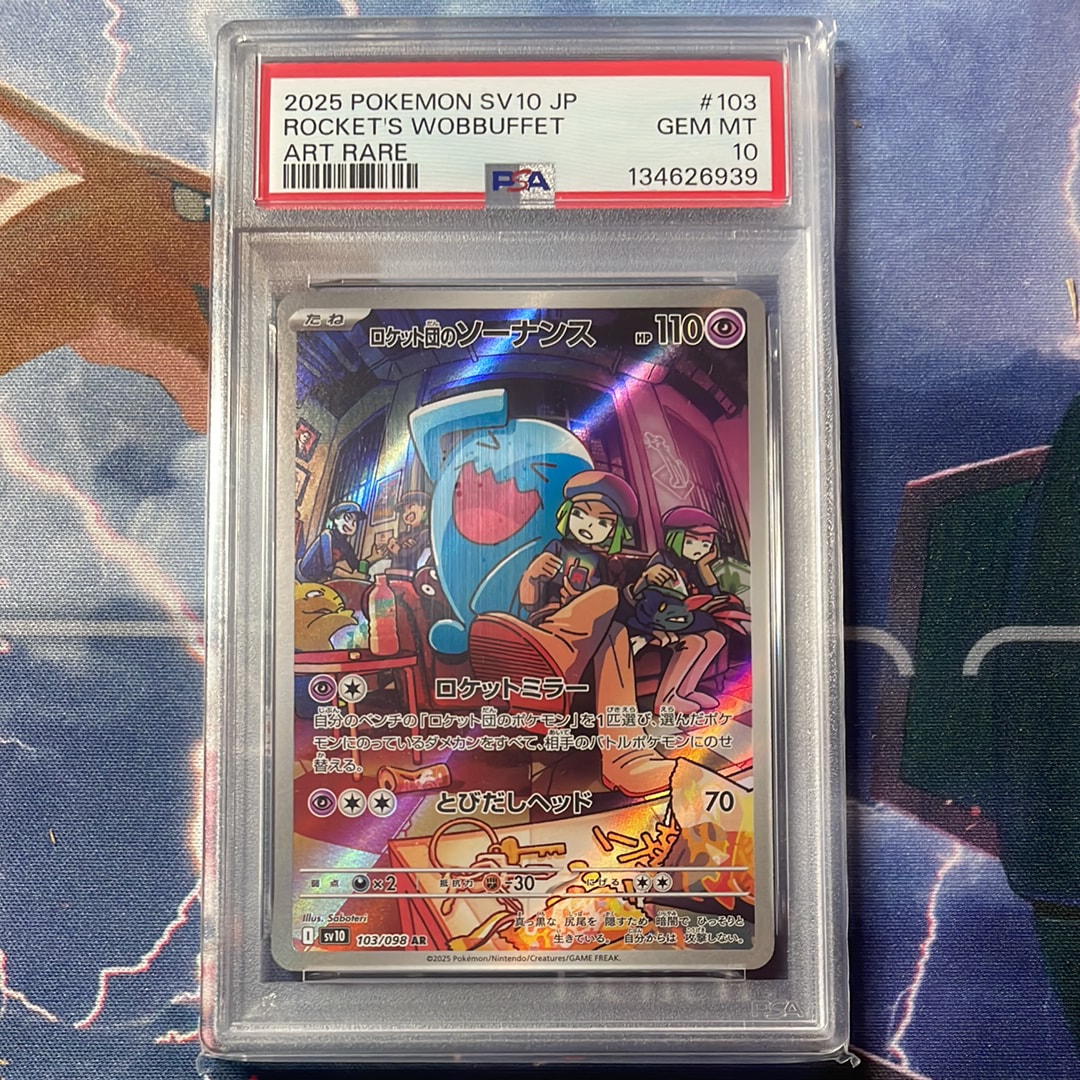 2025 POKEMON SV10 JP #103
ROCKET'S WOBBUFFET GEM MT
ART RARE 10
PSA 134626939
たね
ロケット団のソーナンス HP 110
ロケットミラー
自分のベンチの「ロケット団のポケモン」を1匹選び、選んだポケ
モンにのっているダメカンをすべて、相手のバトルポケモンにのせ
替える。
とびだしヘッド 70
弱点 ×2 抵抗力 -30 にげる
真っ黒な 尻尾を 隠すため 暗闇で ひっそりと
生きている。 自分からは 攻撃しない。
Illus. Saboteri
I sv10 103/098 AR
©2025 Pokémon/Nintendo/Creatures/GAME FREAK.
PSA